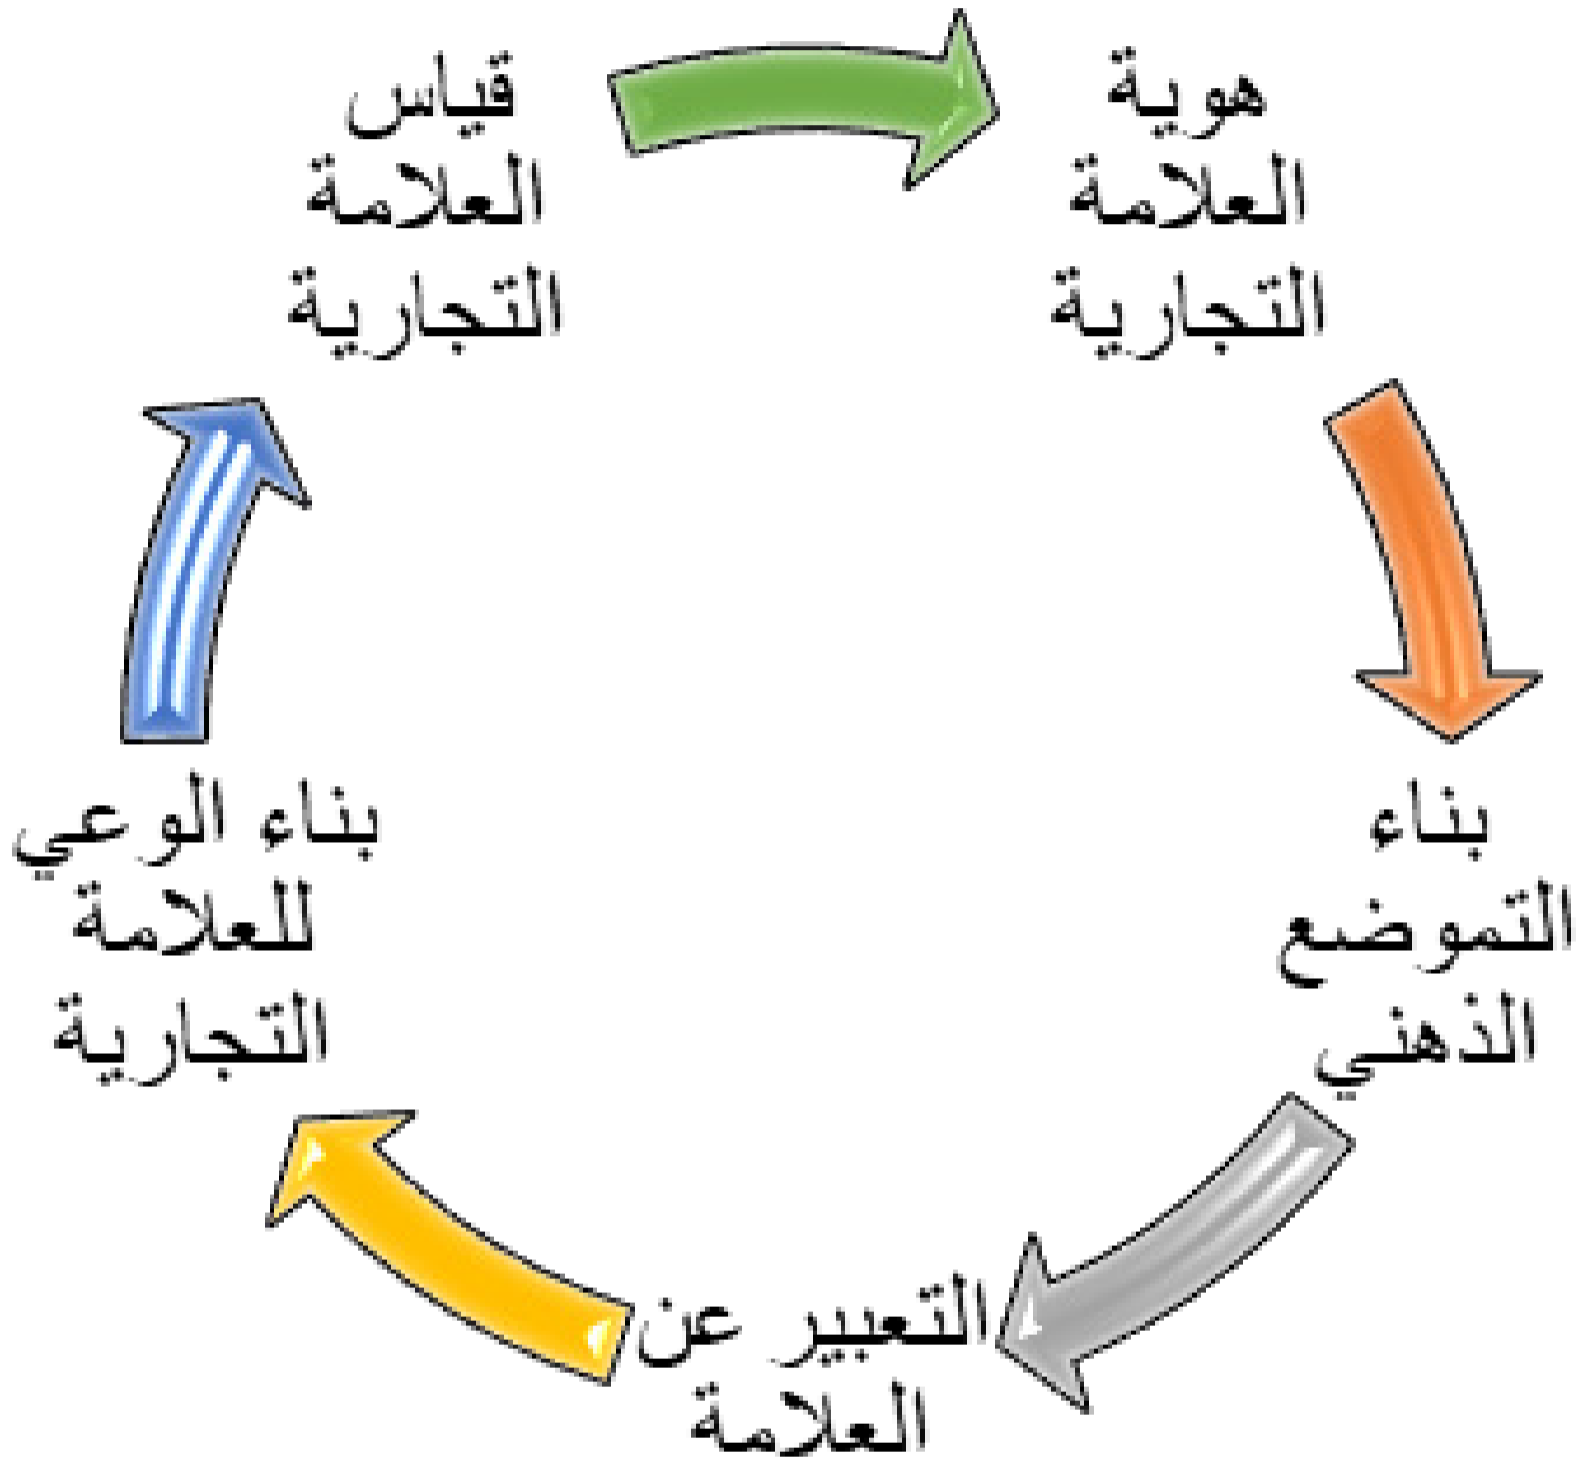 هوية
العلامة
التجارية
بناء
التموضع
الذهني
التعبير عن
العلامة
بناء الوعي
للعلامة
التجارية
قياس
العلامة
التجارية